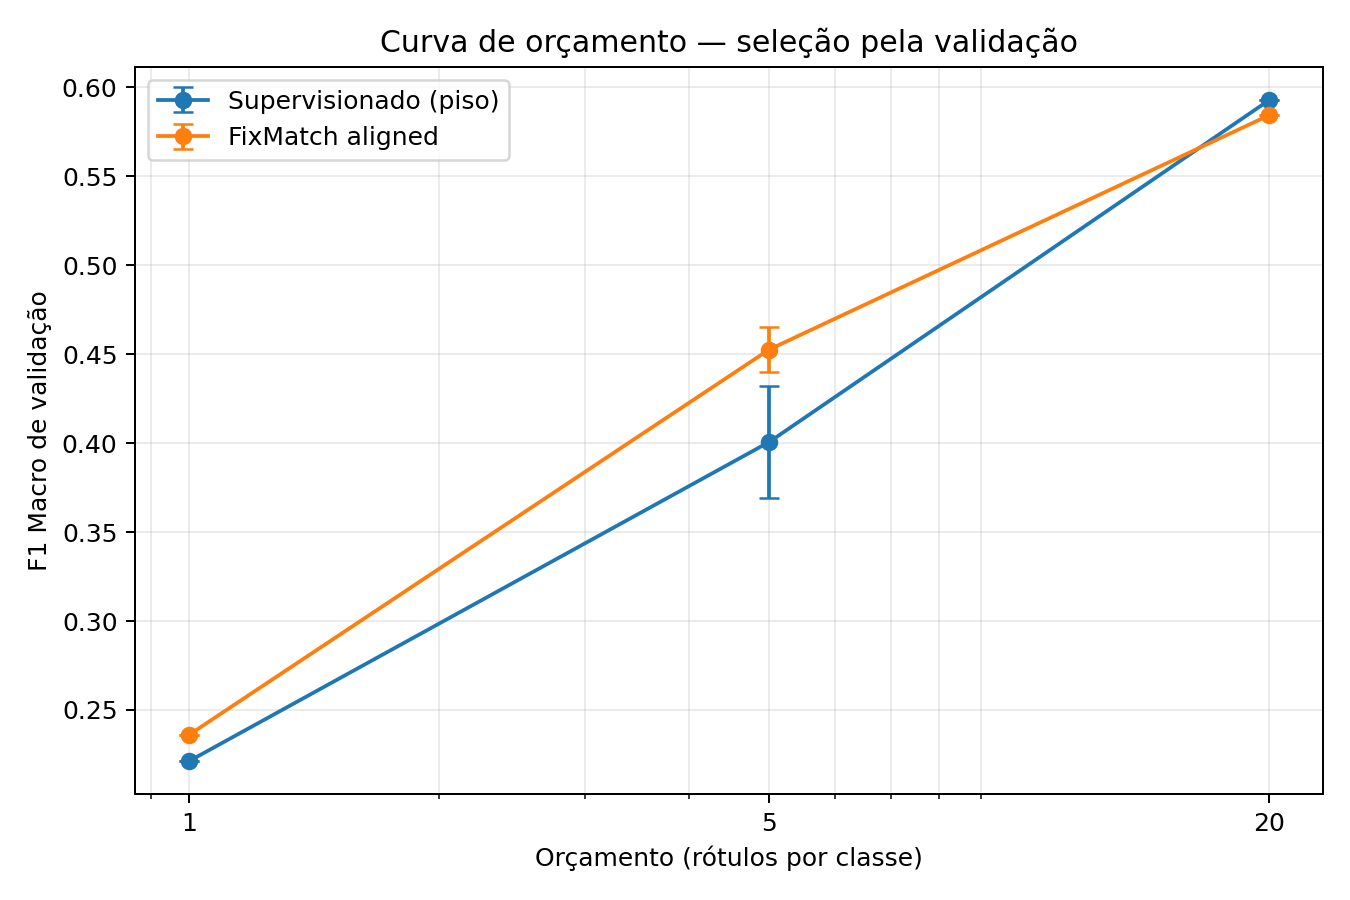 Curva de orçamento — seleção pela validação
Supervisionado (piso)
FixMatch aligned
F1 Macro de validação
0.60
0.55
0.50
0.45
0.40
0.35
0.30
0.25
1 5 20
Orçamento (rótulos por classe)